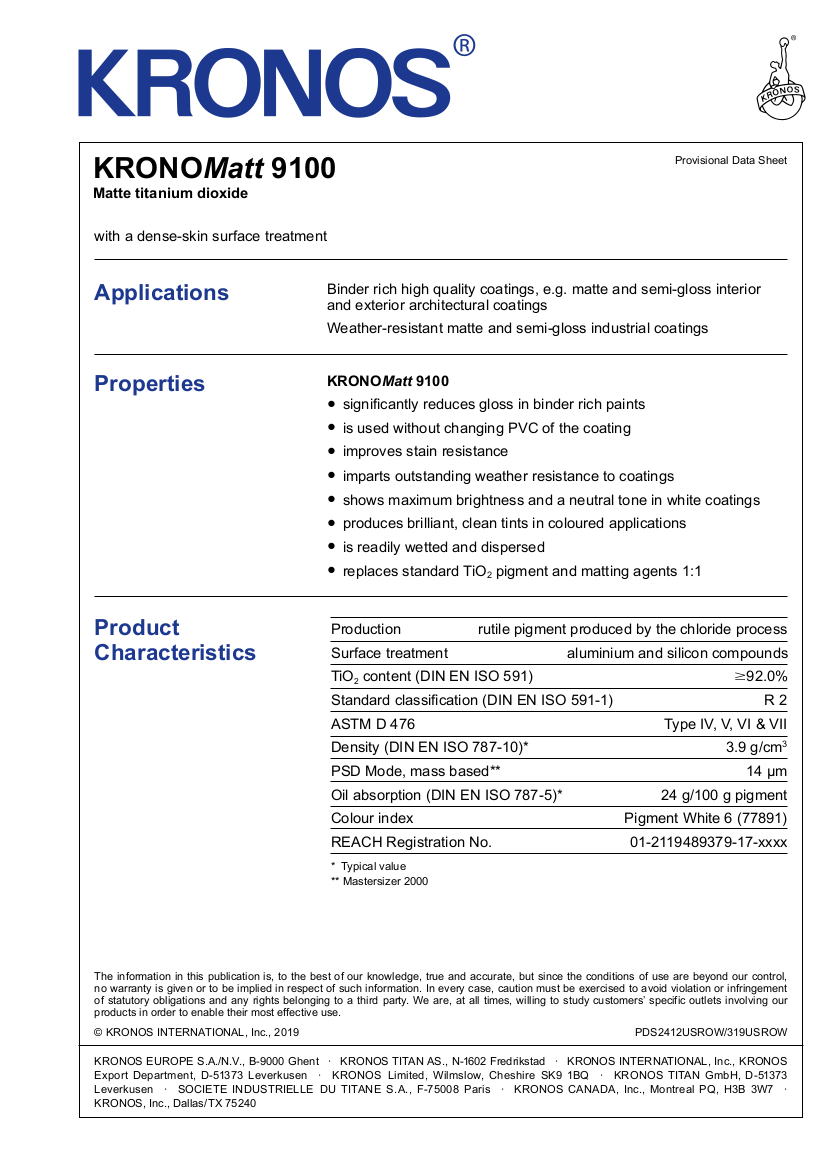 KRONOS®
®
KRONOS
KRONOMatt 9100
Provisional Data Sheet
Matte titanium dioxide
with a dense-skin surface treatment
Applications
Binder rich high quality coatings, e.g. matte and semi-gloss interior
and exterior architectural coatings
Weather-resistant matte and semi-gloss industrial coatings
Properties
KRONOMatt 9100
• significantly reduces gloss in binder rich paints
• is used without changing PVC of the coating
• improves stain resistance
• imparts outstanding weather resistance to coatings
• shows maximum brightness and a neutral tone in white coatings
• produces brilliant, clean tints in coloured applications
• is readily wetted and dispersed
• replaces standard TiO₂ pigment and matting agents 1:1
Product
Characteristics
Production rutile pigment produced by the chloride process
Surface treatment aluminium and silicon compounds
TiO₂ content (DIN EN ISO 591) ≥92.0%
Standard classification (DIN EN ISO 591-1) R 2
ASTM D 476 Type IV, V, VI & VII
Density (DIN EN ISO 787-10)* 3.9 g/cm³
PSD Mode, mass based** 14 µm
Oil absorption (DIN EN ISO 787-5)* 24 g/100 g pigment
Colour index Pigment White 6 (77891)
REACH Registration No. 01-2119489379-17-xxxx
* Typical value
** Mastersizer 2000
The information in this publication is, to the best of our knowledge, true and accurate, but since the conditions of use are beyond our control,
no warranty is given or to be implied in respect of such information. In every case, caution must be exercised to avoid violation or infringement
of statutory obligations and any rights belonging to a third party. We are, at all times, willing to study customers' specific outlets involving our
products in order to enable their most effective use.
© KRONOS INTERNATIONAL, Inc., 2019 PDS2412USROW/319USROW
KRONOS EUROPE S.A./N.V., B-9000 Ghent · KRONOS TITAN AS., N-1602 Fredrikstad · KRONOS INTERNATIONAL, Inc., KRONOS
Export Department, D-51373 Leverkusen · KRONOS Limited, Wilmslow, Cheshire SK9 1BQ · KRONOS TITAN GmbH, D-51373
Leverkusen · SOCIETE INDUSTRIELLE DU TITANE S.A., F-75008 Paris · KRONOS CANADA, Inc., Montreal PQ, H3B 3W7 ·
KRONOS, Inc., Dallas/TX 75240